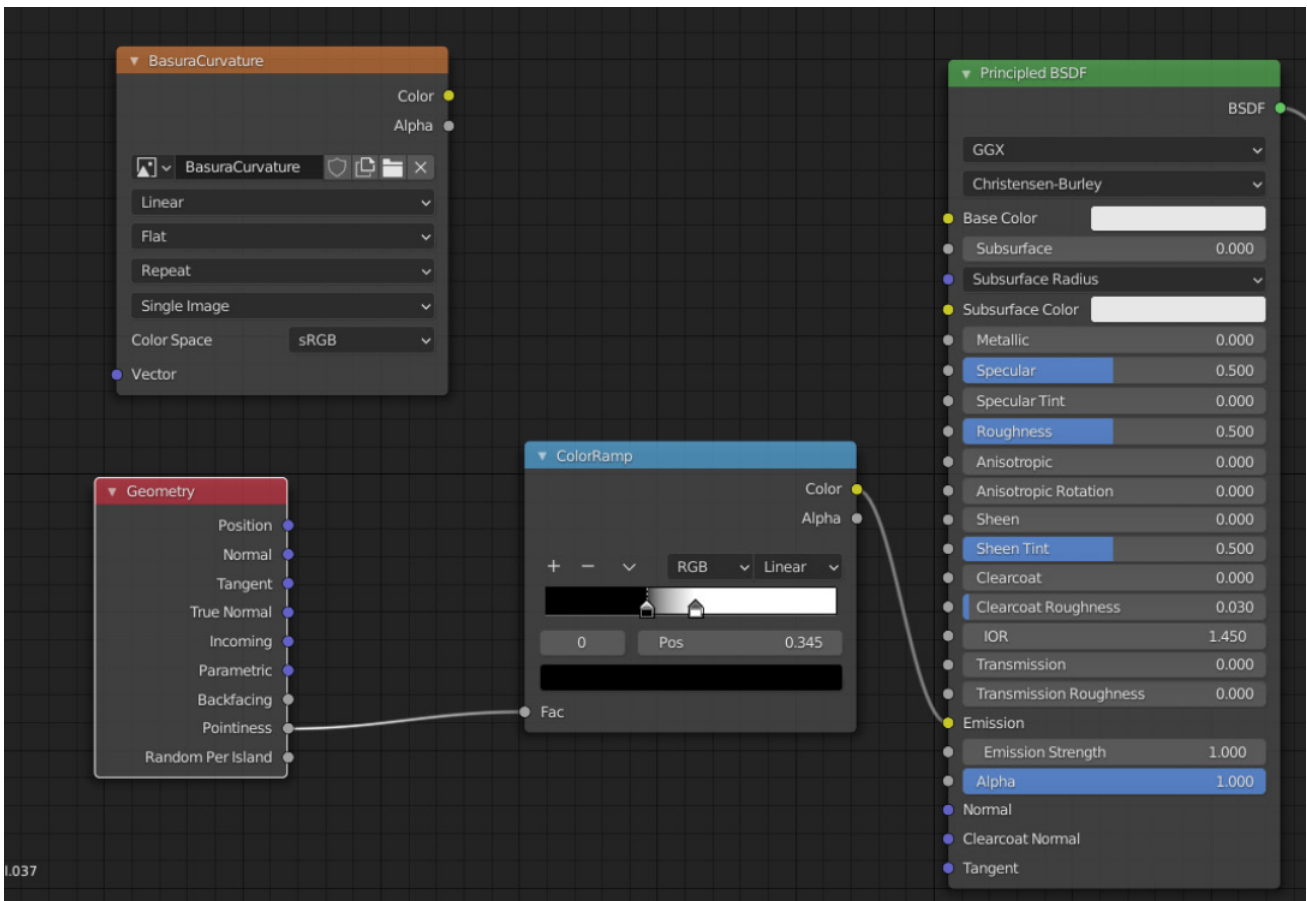 BasuraCurvature
Color
Alpha
BasuraCurvature
Linear
Flat
Repeat
Single Image
Color Space sRGB
Vector
Geometry
Position
Normal
Tangent
True Normal
Incoming
Parametric
Backfacing
Pointiness
Random Per Island
ColorRamp
Color
Alpha
RGB Linear
0 Pos 0.345
Fac
Principled BSDF
BSDF
GGX
Christensen-Burley
Base Color
Subsurface 0.000
Subsurface Radius
Subsurface Color
Metallic 0.000
Specular 0.500
Specular Tint 0.000
Roughness 0.500
Anisotropic 0.000
Anisotropic Rotation 0.000
Sheen 0.000
Sheen Tint 0.500
Clearcoat 0.000
Clearcoat Roughness 0.030
IOR 1.450
Transmission 0.000
Transmission Roughness 0.000
Emission
Emission Strength 1.000
Alpha 1.000
Normal
Clearcoat Normal
Tangent
.037